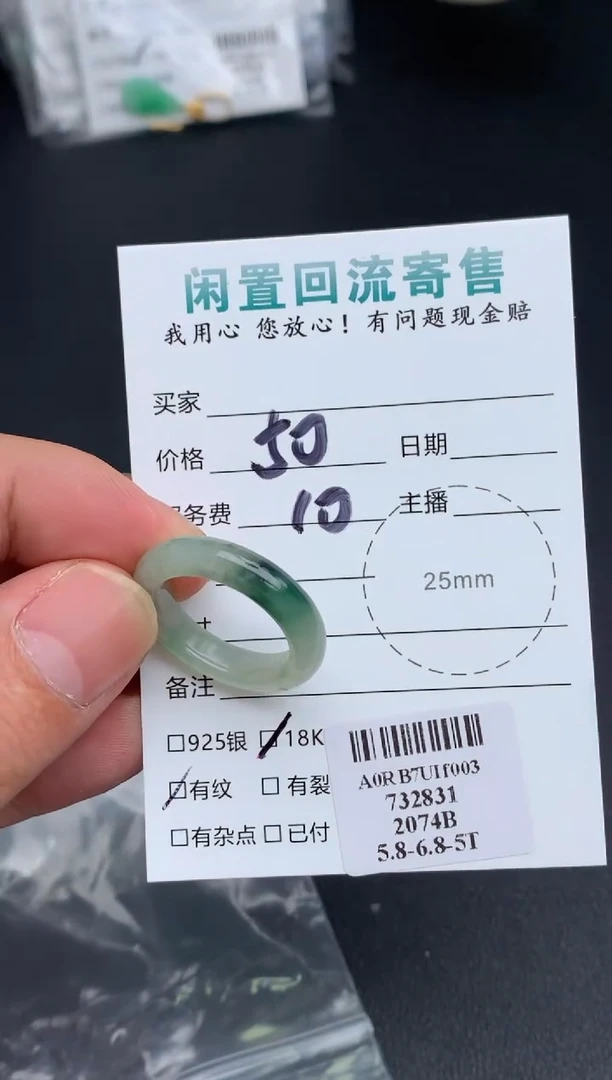 闲置回流寄售
我用心 您放心！有问题现金赔
买家
价格 50 日期
务费 10 主播
25mm
备注
□925银 □18K
□有纹 □有裂
□有杂点 □已付
A0RB7UIf003
732831
2074B
5.8-6.8-5T